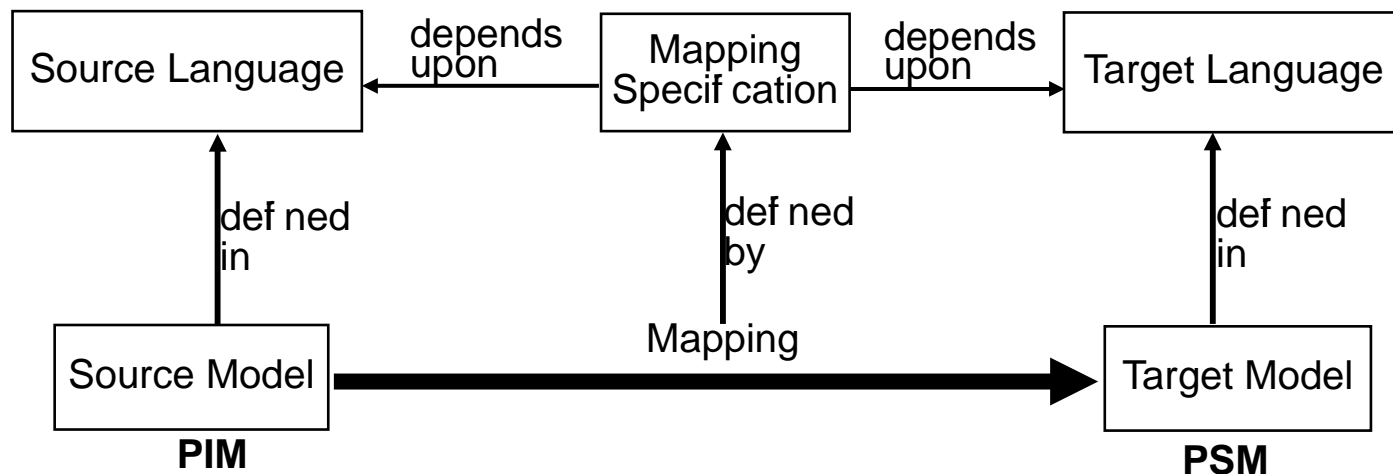 Source Language
depends
upon
Mapping
Specif cation
depends
upon
Target Language
def ned
in
def ned
by
def ned
in
Source Model
Mapping
Target Model
PIM
PSM